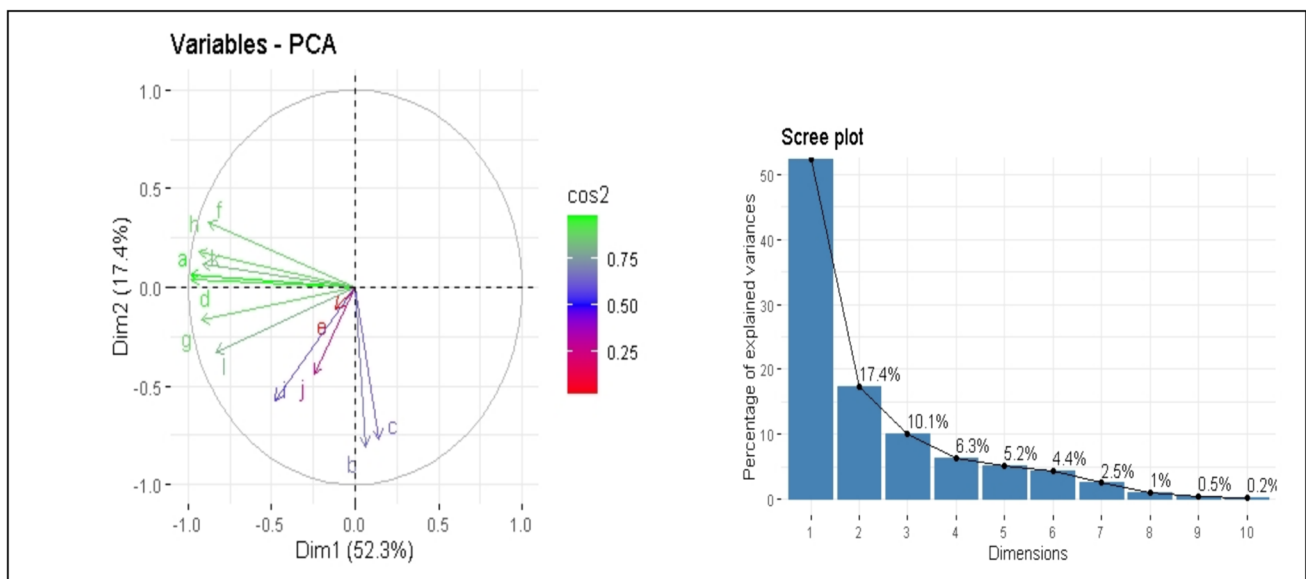 Variables - PCA
1.0
0.5
0.0
-0.5
-1.0
Dim2 (17.4%)
f
h
a
k
d
g
l
e
i
j
c
b
-1.0 -0.5 0.0 0.5 1.0
Dim1 (52.3%)
cos2
0.75
0.50
0.25
Scree plot
50
40
30
20
10
0
Percentage of explained variances
17.4%
10.1%
6.3%
5.2%
4.4%
2.5%
1%
0.5%
0.2%
1 2 3 4 5 6 7 8 9 10
Dimensions